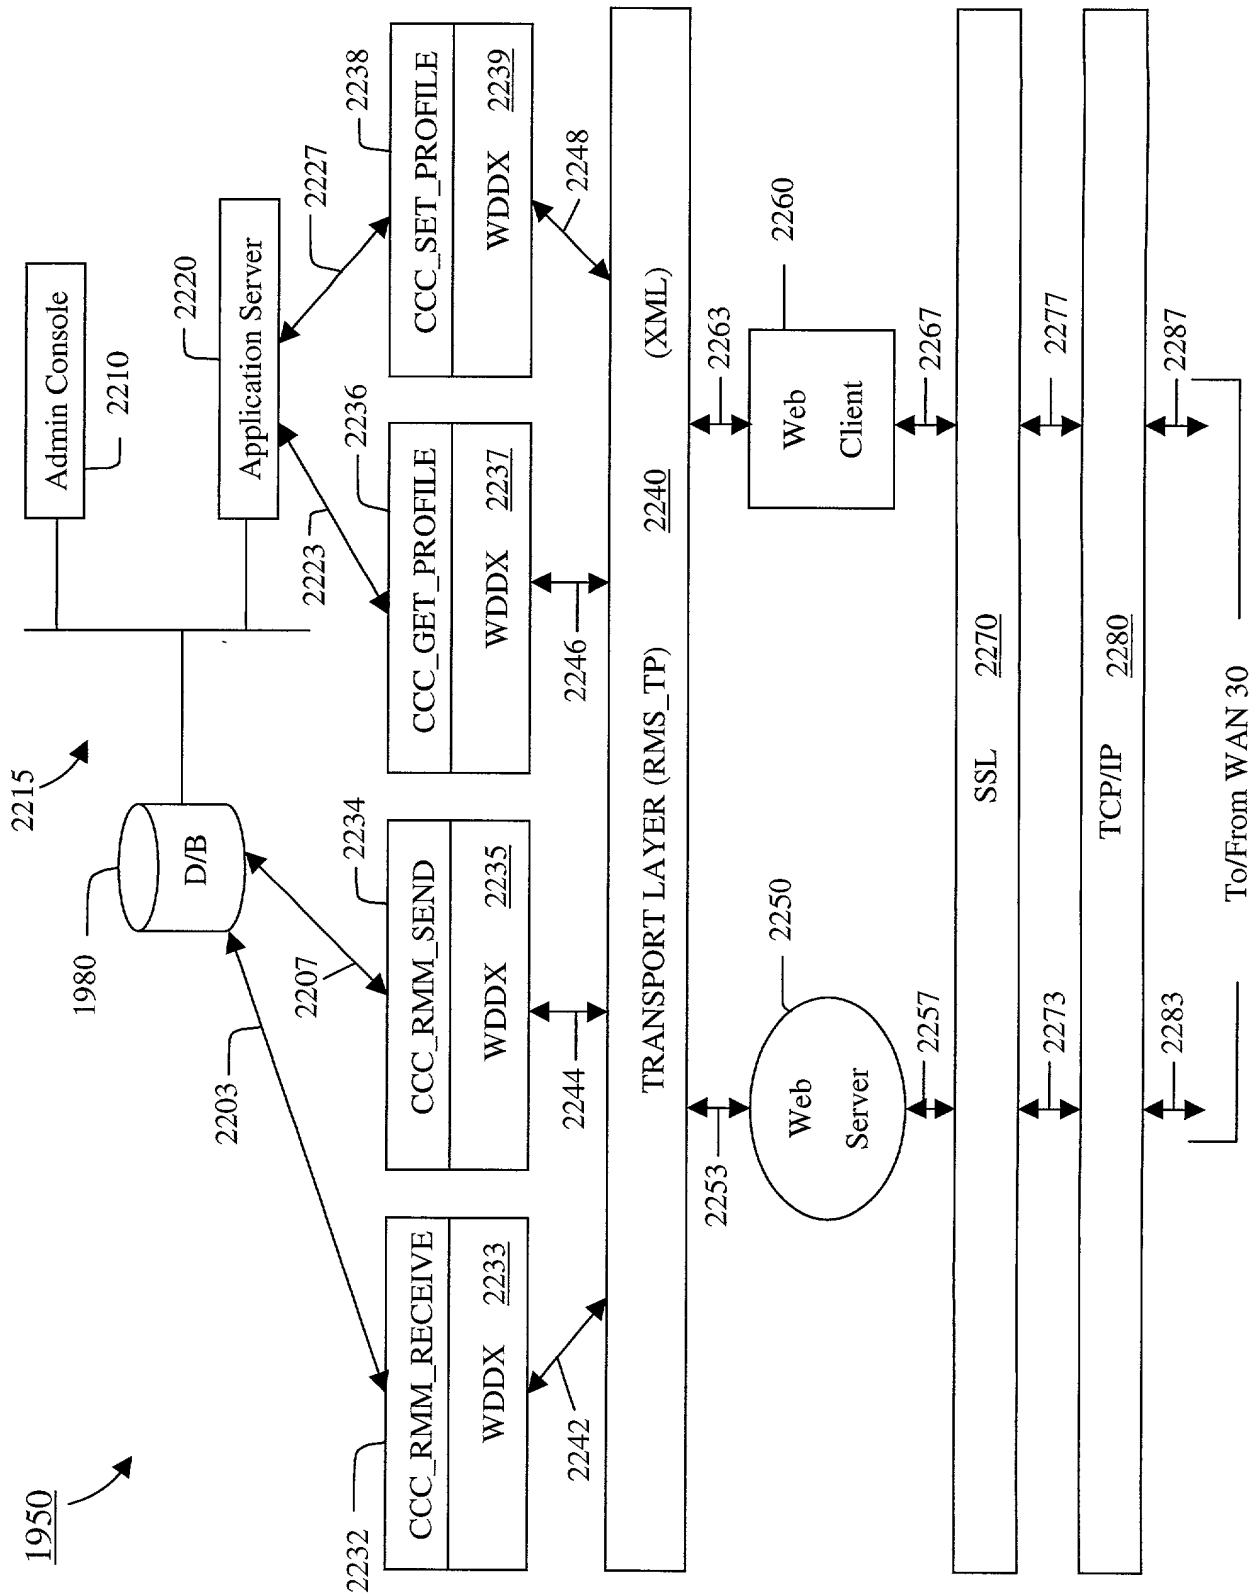 1950
2215
1980
D/B
Admin Console
2210
2220
Application Server
2203
2207
2223
2227
2232
2234
2236
2238
CCC_RMM_RECEIVE
WDDX 2233
CCC_RMM_SEND
WDDX 2235
CCC_GET_PROFILE
WDDX 2237
CCC_SET_PROFILE
WDDX 2239
2242
2244
2246
2248
TRANSPORT LAYER (RMS_TP) 2240 (XML)
2253
2263
2250
Web
Server
2260
Web
Client
2257
2267
SSL 2270
2273
2277
TCP/IP 2280
2283
2287
To/From WAN 30